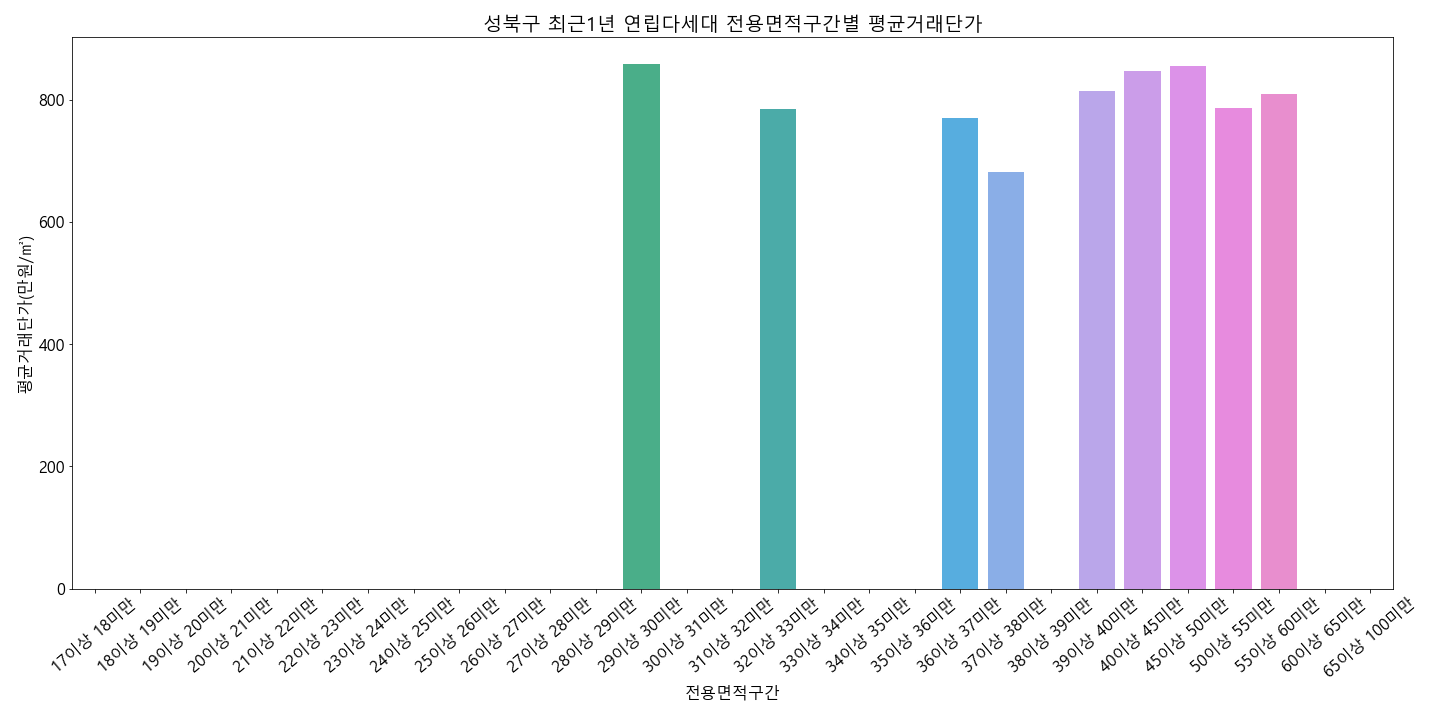 성북구 최근1년 연립다세대 전용면적구간별 평균거래단가
평균거래단가(만원/㎡)
800
600
400
200
0
17이상 18미만
18이상 19미만
19이상 20미만
20이상 21미만
21이상 22미만
22이상 23미만
23이상 24미만
24이상 25미만
25이상 26미만
26이상 27미만
27이상 28미만
28이상 29미만
29이상 30미만
30이상 31미만
31이상 32미만
32이상 33미만
33이상 34미만
34이상 35미만
35이상 36미만
36이상 37미만
37이상 38미만
38이상 39미만
39이상 40미만
40이상 45미만
45이상 50미만
50이상 55미만
55이상 60미만
60이상 65미만
65이상 100미만
전용면적구간